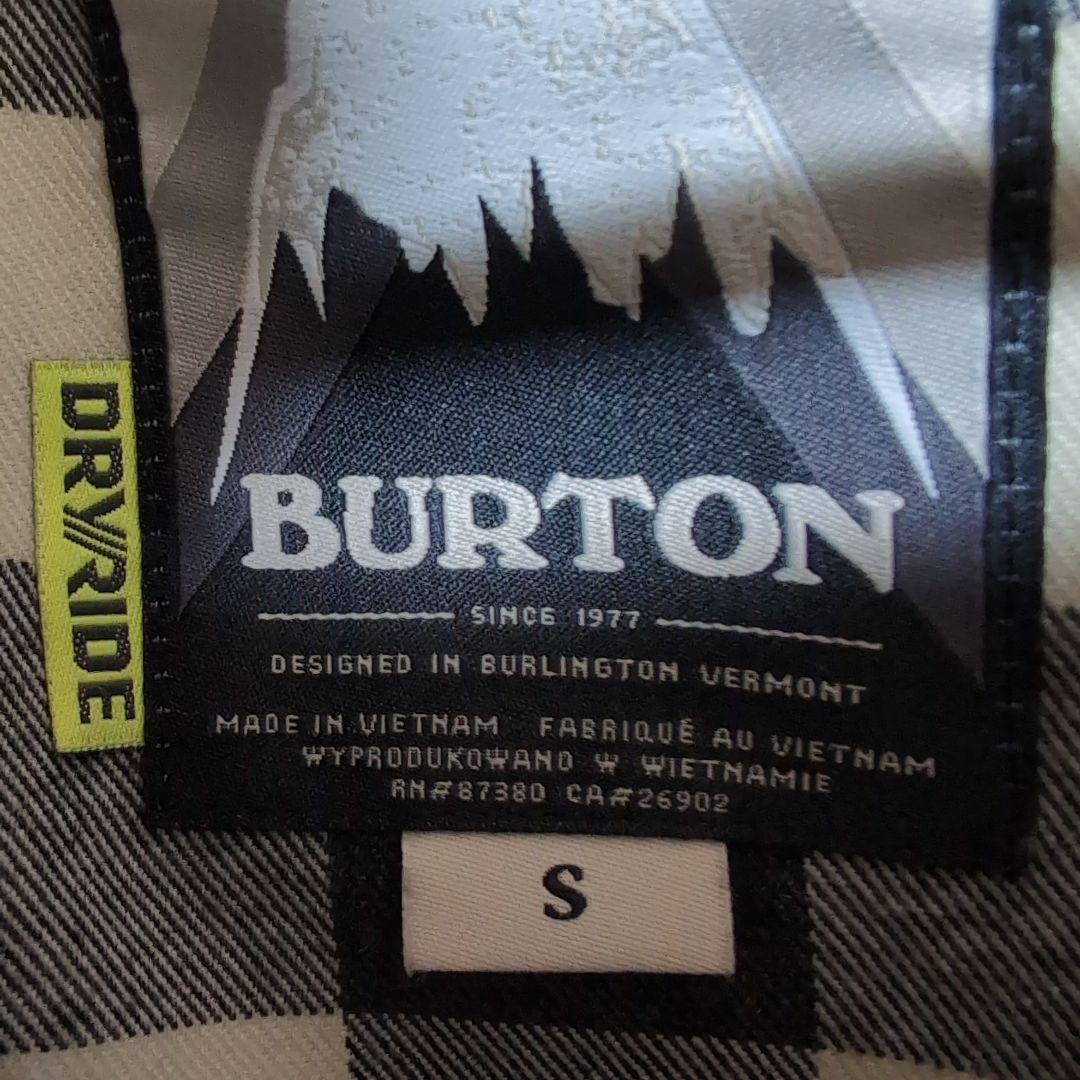 DRY///RIDE
BURTON
SINCE 1977
DESIGNED IN BURLINGTON VERMONT
MADE IN VIETNAM FABRIQUÉ AU VIETNAM
WYPRODUKOWANO W WIETNAMIE
RN#87380 CA#26902
S